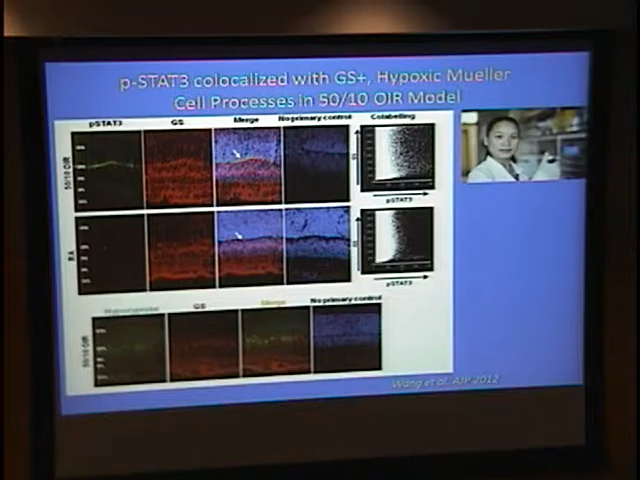 p-STAT3 colocalized with GS+, Hypoxic Mueller
Cell Processes in 50/10 OIR Model
pSTAT3 GS Merge No primary control Colabelling
50/10 OIR
GS
pSTAT3
RA
GS
pSTAT3
GS Merge No primary control
50/10 OIR
Wang et al. AJP 2012